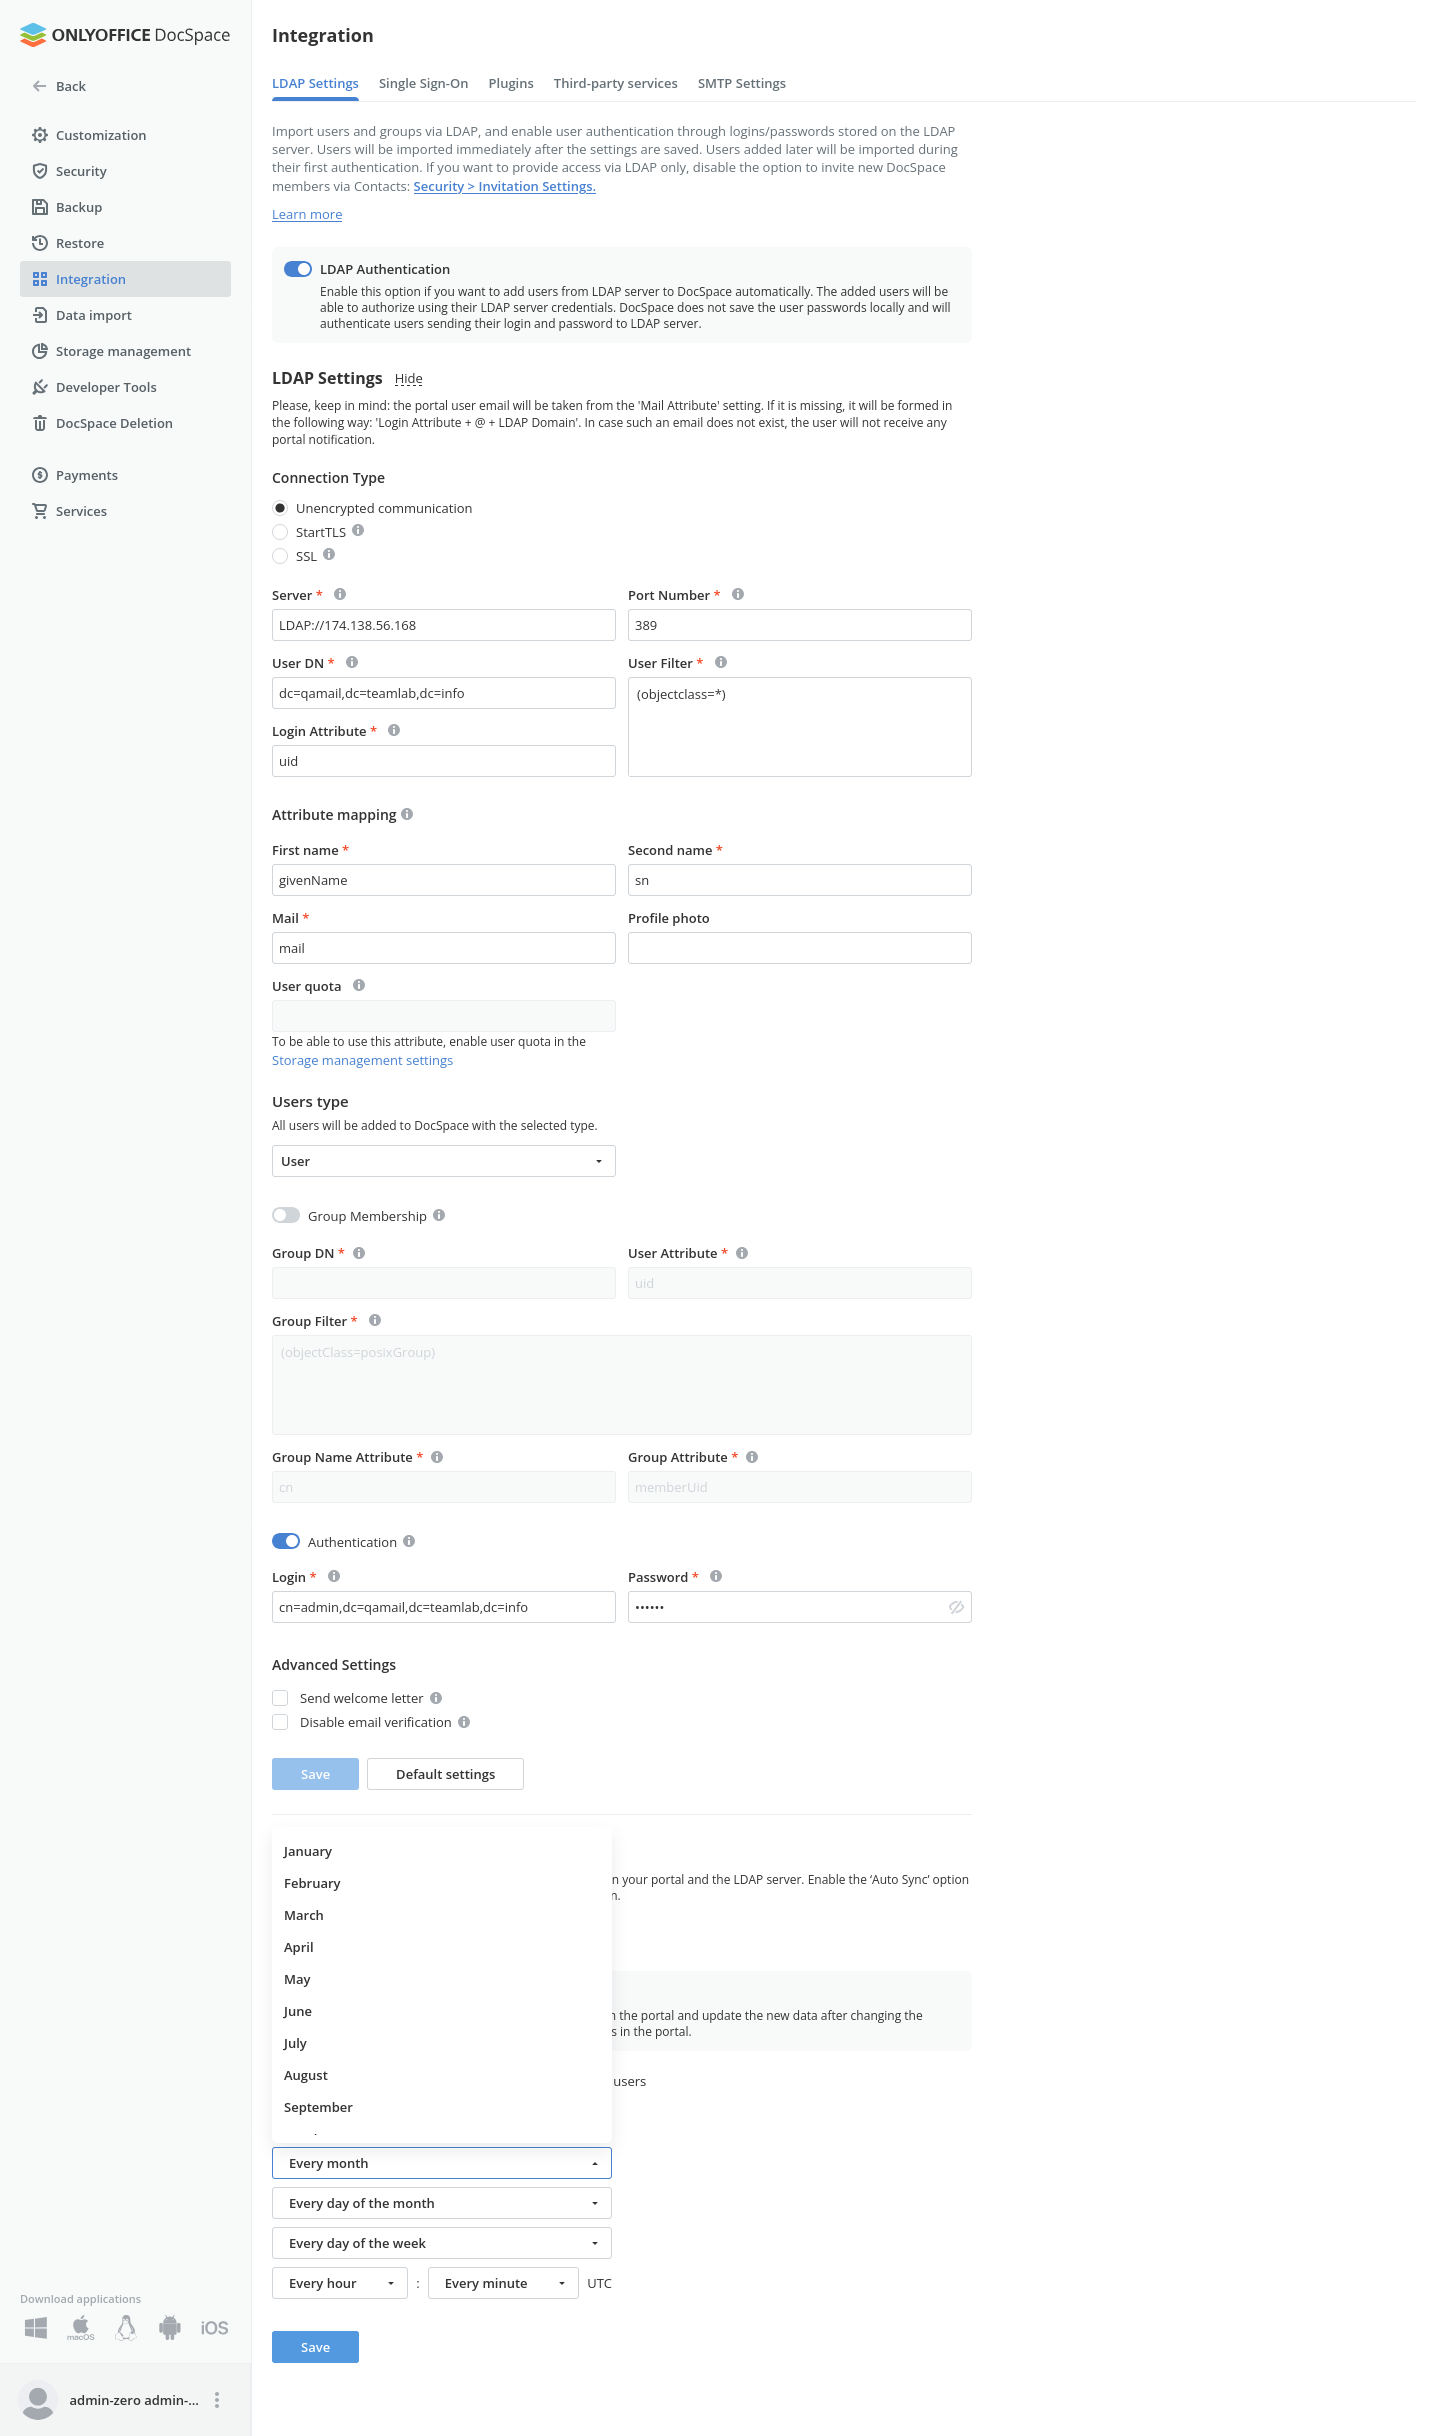 ONLYOFFICE DocSpace
Back
Customization
Security
Backup
Restore
Integration
Data import
Storage management
Developer Tools
DocSpace Deletion
Payments
Services
Download applications
macOS
iOS
admin-zero admin-...
Integration
LDAP Settings
Single Sign-On
Plugins
Third-party services
SMTP Settings
Import users and groups via LDAP, and enable user authentication through logins/passwords stored on the LDAP
server. Users will be imported immediately after the settings are saved. Users added later will be imported during
their first authentication. If you want to provide access via LDAP only, disable the option to invite new DocSpace
members via Contacts: Security > Invitation Settings.
Learn more
LDAP Authentication
Enable this option if you want to add users from LDAP server to DocSpace automatically. The added users will be
able to authorize using their LDAP server credentials. DocSpace does not save the user passwords locally and will
authenticate users sending their login and password to LDAP server.
LDAP Settings Hide
Please, keep in mind: the portal user email will be taken from the 'Mail Attribute' setting. If it is missing, it will be formed in
the following way: 'Login Attribute + @ + LDAP Domain'. In case such an email does not exist, the user will not receive any
portal notification.
Connection Type
Unencrypted communication
StartTLS
SSL
Server *
Port Number *
LDAP://174.138.56.168
389
User DN *
User Filter *
dc=qamail,dc=teamlab,dc=info
(objectclass=*)
Login Attribute *
uid
Attribute mapping
First name *
Second name *
givenName
sn
Mail *
Profile photo
mail
User quota
To be able to use this attribute, enable user quota in the
Storage management settings
Users type
All users will be added to DocSpace with the selected type.
User
Group Membership
Group DN *
User Attribute *
uid
Group Filter *
(objectClass=posixGroup)
Group Name Attribute *
Group Attribute *
cn
memberUid
Authentication
Login *
Password *
cn=admin,dc=qamail,dc=teamlab,dc=info
••••••
Advanced Settings
Send welcome letter
Disable email verification
Save
Default settings
January
February
March
April
May
June
July
August
September
n your portal and the LDAP server. Enable the ‘Auto Sync’ option
n.
the portal and update the new data after changing the
s in the portal.
users
Every month
Every day of the month
Every day of the week
Every hour : Every minute UTC
Save